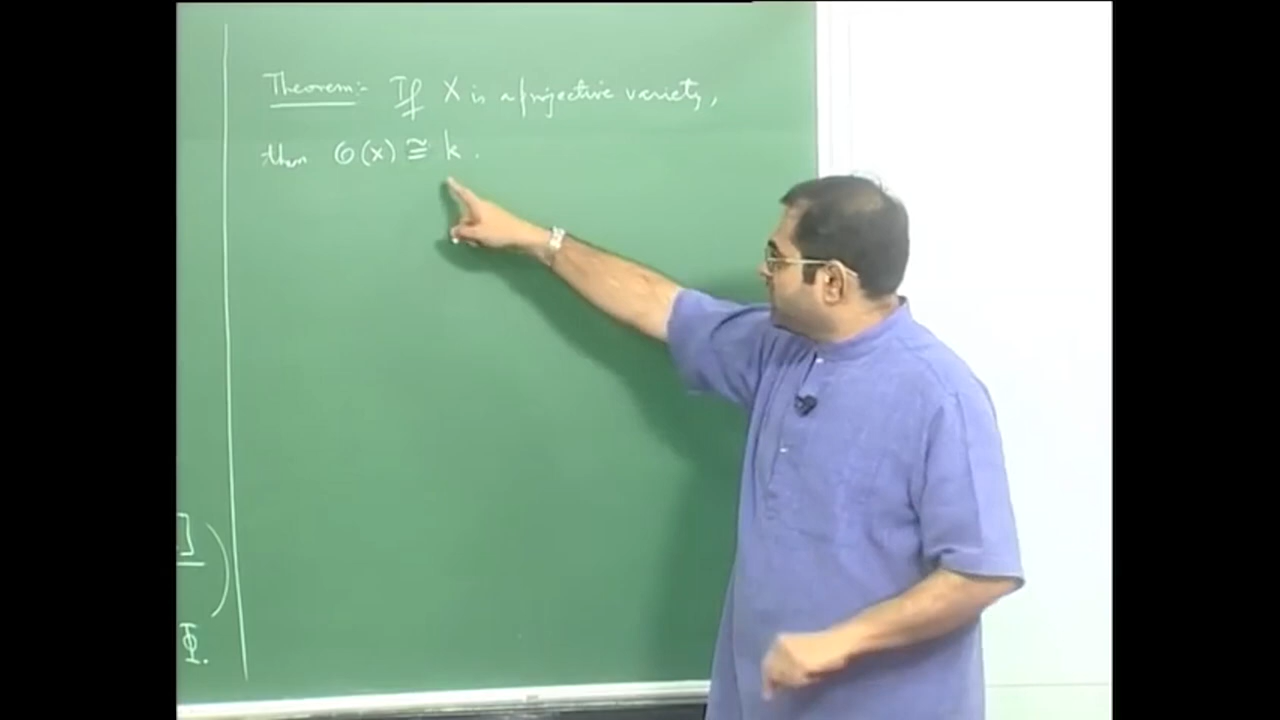 Theorem:- If X is a projective variety,
then O(X) ≅ k.
]
)
Φ.